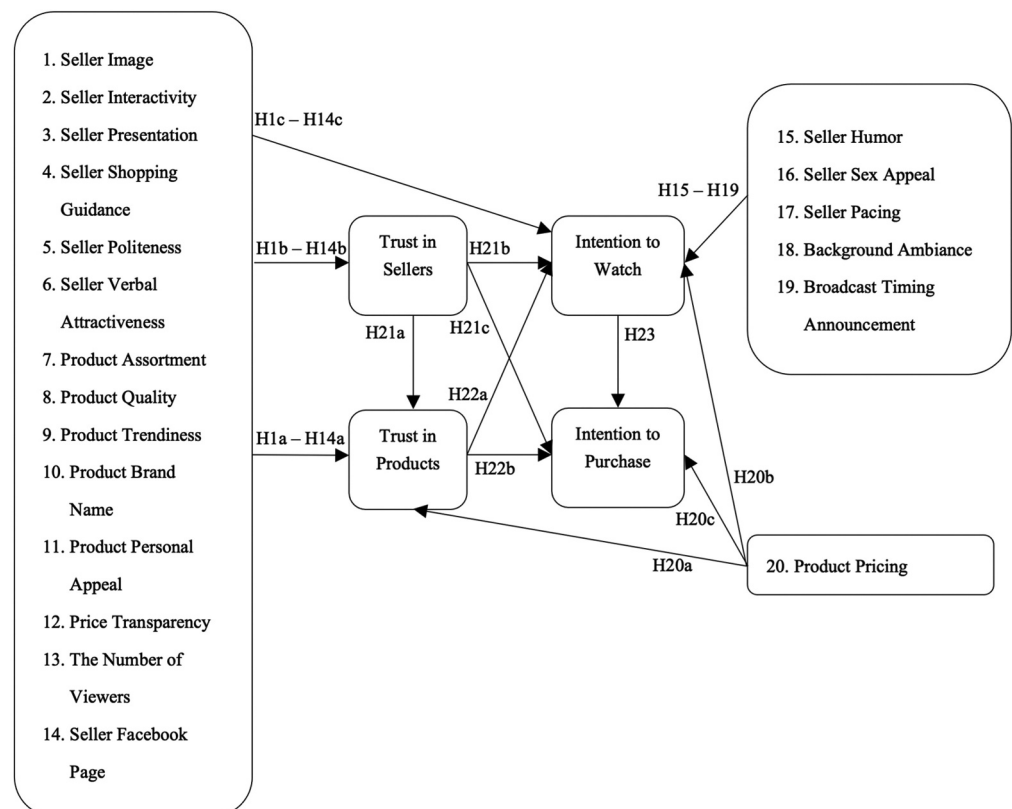 1. Seller Image
2. Seller Interactivity
3. Seller Presentation
4. Seller Shopping
Guidance
5. Seller Politeness
6. Seller Verbal
Attractiveness
7. Product Assortment
8. Product Quality
9. Product Trendiness
10. Product Brand
Name
11. Product Personal
Appeal
12. Price Transparency
13. The Number of
Viewers
14. Seller Facebook
Page
H1c – H14c
H1b – H14b
H1a – H14a
Trust in
Sellers
H21a
Trust in
Products
H21b
H21c
H22a
H22b
Intention to
Watch
H23
Intention to
Purchase
H15 – H19
15. Seller Humor
16. Seller Sex Appeal
17. Seller Pacing
18. Background Ambiance
19. Broadcast Timing
Announcement
H20b
H20c
H20a
20. Product Pricing